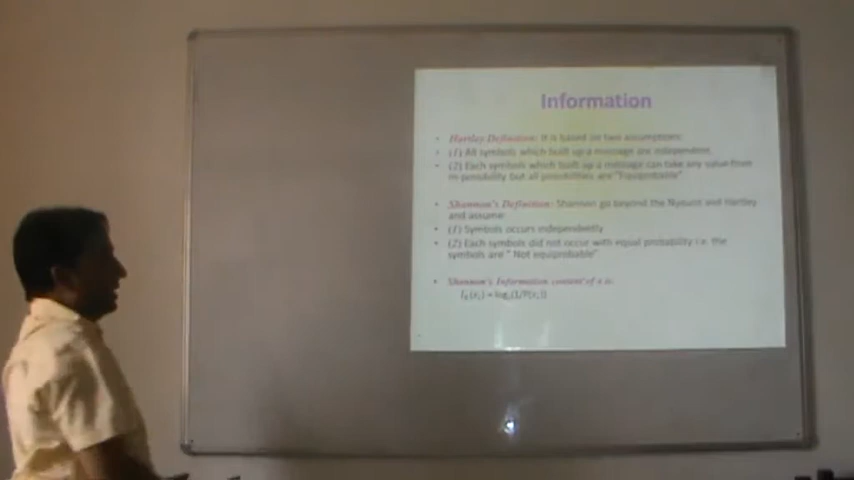 Information
• Hartley Definition: It is based on two assumptions:
• (1) All symbols which built up a message are independent.
• (2) Each symbols which built up a message can take any value from
m-possibility but all possibilities are "Equiprobable"
• Shannon's Definition: Shannon go beyond the Nyquist and Hartley
and assume:
• (1) Symbols occurs independently
• (2) Each symbols did not occur with equal probability i.e. the
symbols are " Not equiprobable"
• Shannon's Information content of x is: